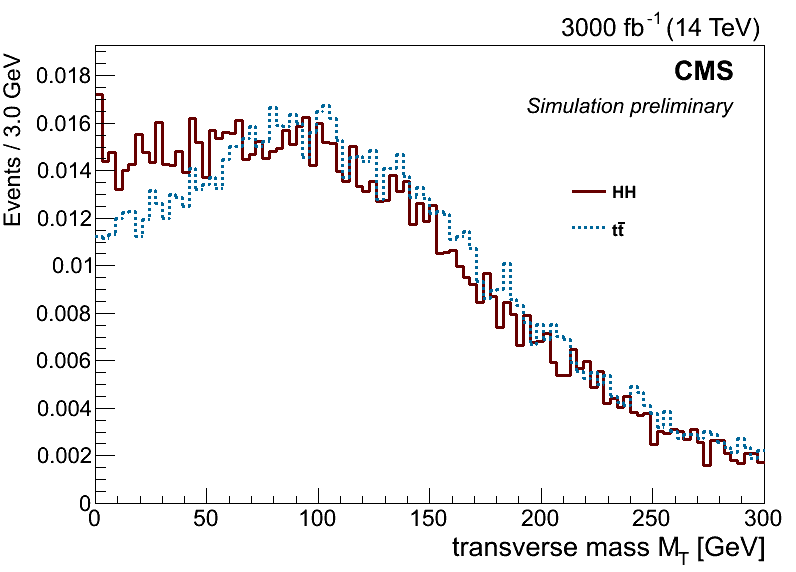 3000 fb⁻¹ (14 TeV)
CMS
Simulation preliminary
HH
tt̄
Events / 3.0 GeV
0.018
0.016
0.014
0.012
0.01
0.008
0.006
0.004
0.002
0
0 50 100 150 200 250 300
transverse mass M_T [GeV]